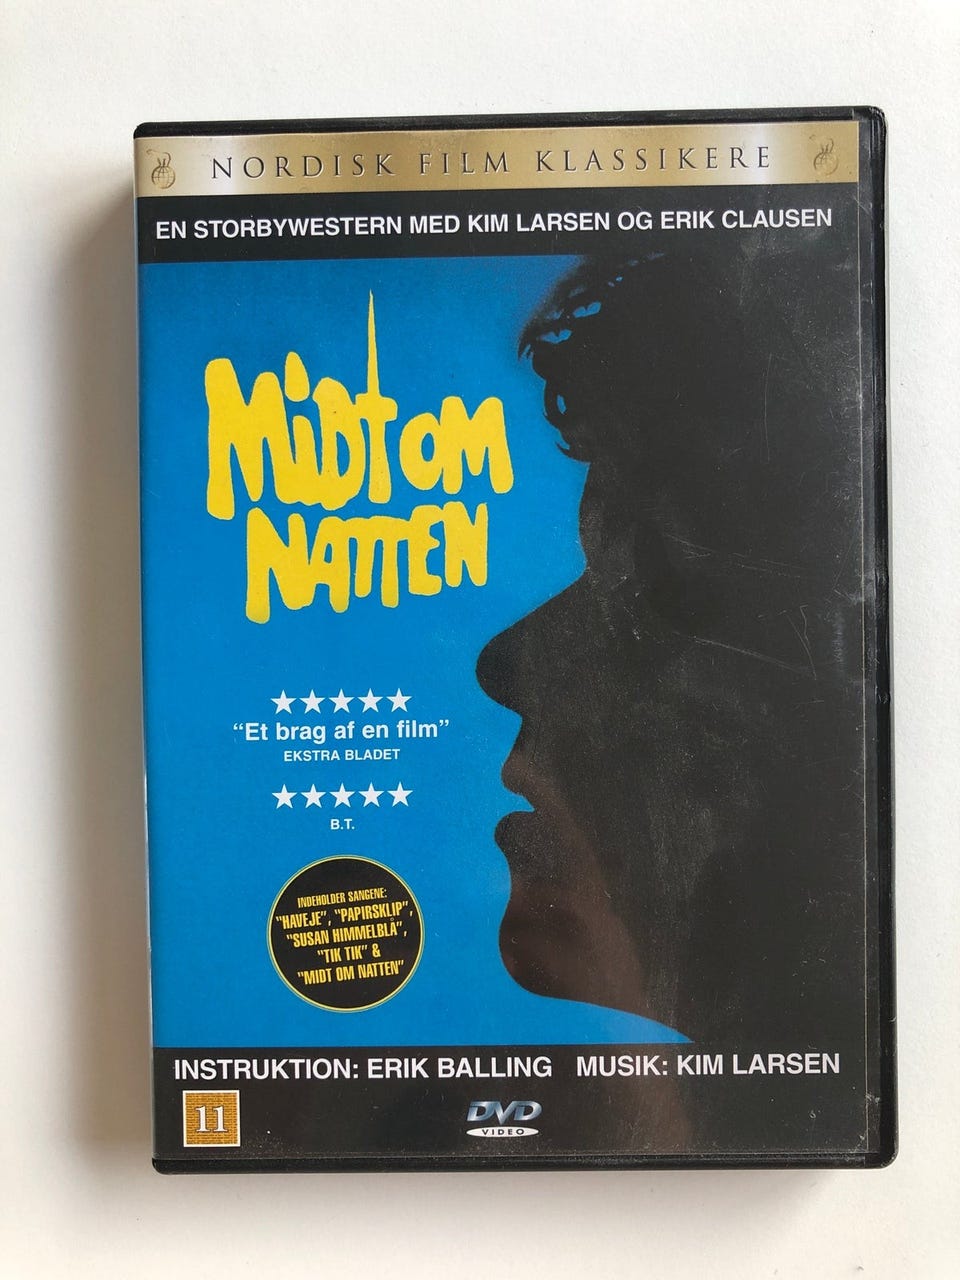 NORDISK FILM KLASSIKERE
EN STORBYWESTERN MED KIM LARSEN OG ERIK CLAUSEN
MIDT OM
NATTEN
★★★★★
"Et brag af en film"
EKSTRA BLADET
★★★★★
B.T.
INDEHOLDER SANGENE:
"HAVEJE", "PAPIRSKLIP",
"SUSAN HIMMELBLÅ",
"TIK TIK" &
"MIDT OM NATTEN"
INSTRUKTION: ERIK BALLING MUSIK: KIM LARSEN
11
DVD
VIDEO